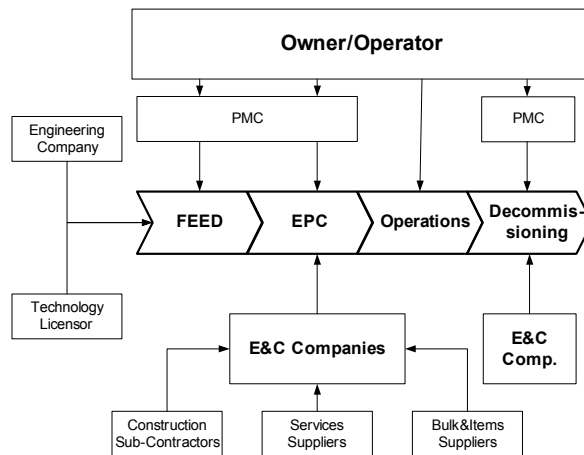 Owner/Operator
PMC
PMC
Engineering
Company
FEED
EPC
Operations
Decommis-
sioning
Technology
Licensor
E&C Companies
E&C
Comp.
Construction
Sub-Contractors
Services
Suppliers
Bulk&Items
Suppliers